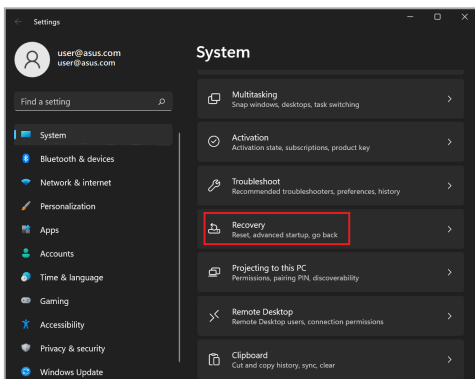 Settings
user@asus.com
user@asus.com
Find a setting
System
Bluetooth & devices
Network & internet
Personalization
Apps
Accounts
Time & language
Gaming
Accessibility
Privacy & security
Windows Update
System
Multitasking
Snap windows, desktops, task switching
Activation
Activation state, subscriptions, product key
Troubleshoot
Recommended troubleshooters, preferences, history
Recovery
Reset, advanced startup, go back
Projecting to this PC
Permissions, pairing PIN, discoverability
Remote Desktop
Remote Desktop users, connection permissions
Clipboard
Cut and copy history, sync, clear